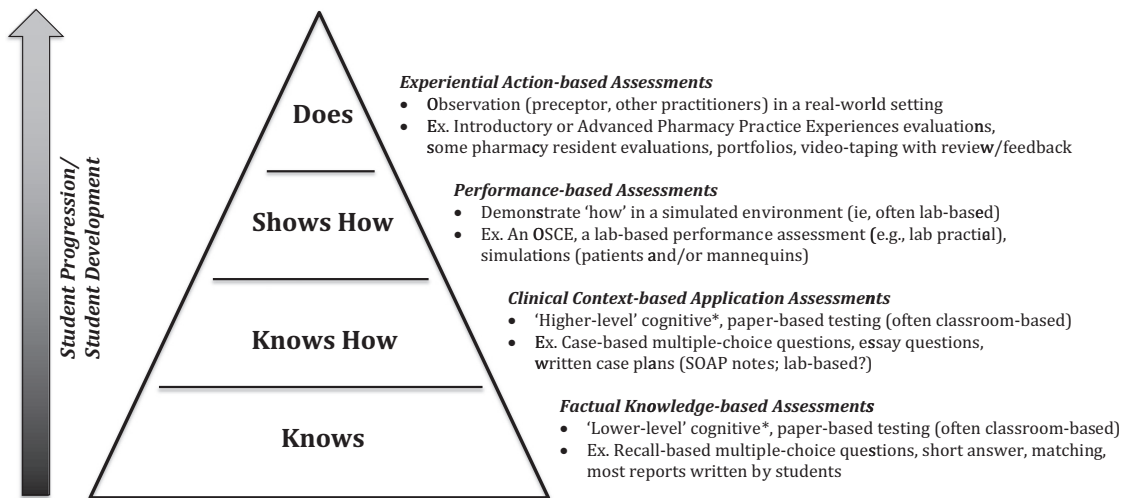 Student Progression/
Student Development
Does
Experiential Action-based Assessments
• Observation (preceptor, other practitioners) in a real-world setting
• Ex. Introductory or Advanced Pharmacy Practice Experiences evaluations,
some pharmacy resident evaluations, portfolios, video-taping with review/feedback
Shows How
Performance-based Assessments
• Demonstrate ‘how’ in a simulated environment (ie, often lab-based)
• Ex. An OSCE, a lab-based performance assessment (e.g., lab practial),
simulations (patients and/or mannequins)
Knows How
Clinical Context-based Application Assessments
• ‘Higher-level’ cognitive*, paper-based testing (often classroom-based)
• Ex. Case-based multiple-choice questions, essay questions,
written case plans (SOAP notes; lab-based?)
Knows
Factual Knowledge-based Assessments
• ‘Lower-level’ cognitive*, paper-based testing (often classroom-based)
• Ex. Recall-based multiple-choice questions, short answer, matching,
most reports written by students